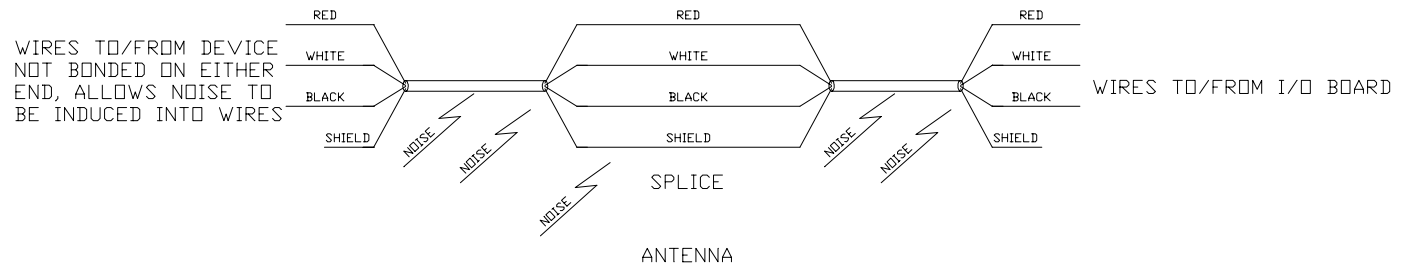 RED
RED
RED
WIRES TO/FROM DEVICE
NOT BONDED ON EITHER
END, ALLOWS NOISE TO
BE INDUCED INTO WIRES
WHITE
WHITE
WHITE
BLACK
BLACK
BLACK
WIRES TO/FROM I/O BOARD
SHIELD
SHIELD
SHIELD
NOISE
NOISE
NOISE
NOISE
NOISE
SPLICE
ANTENNA